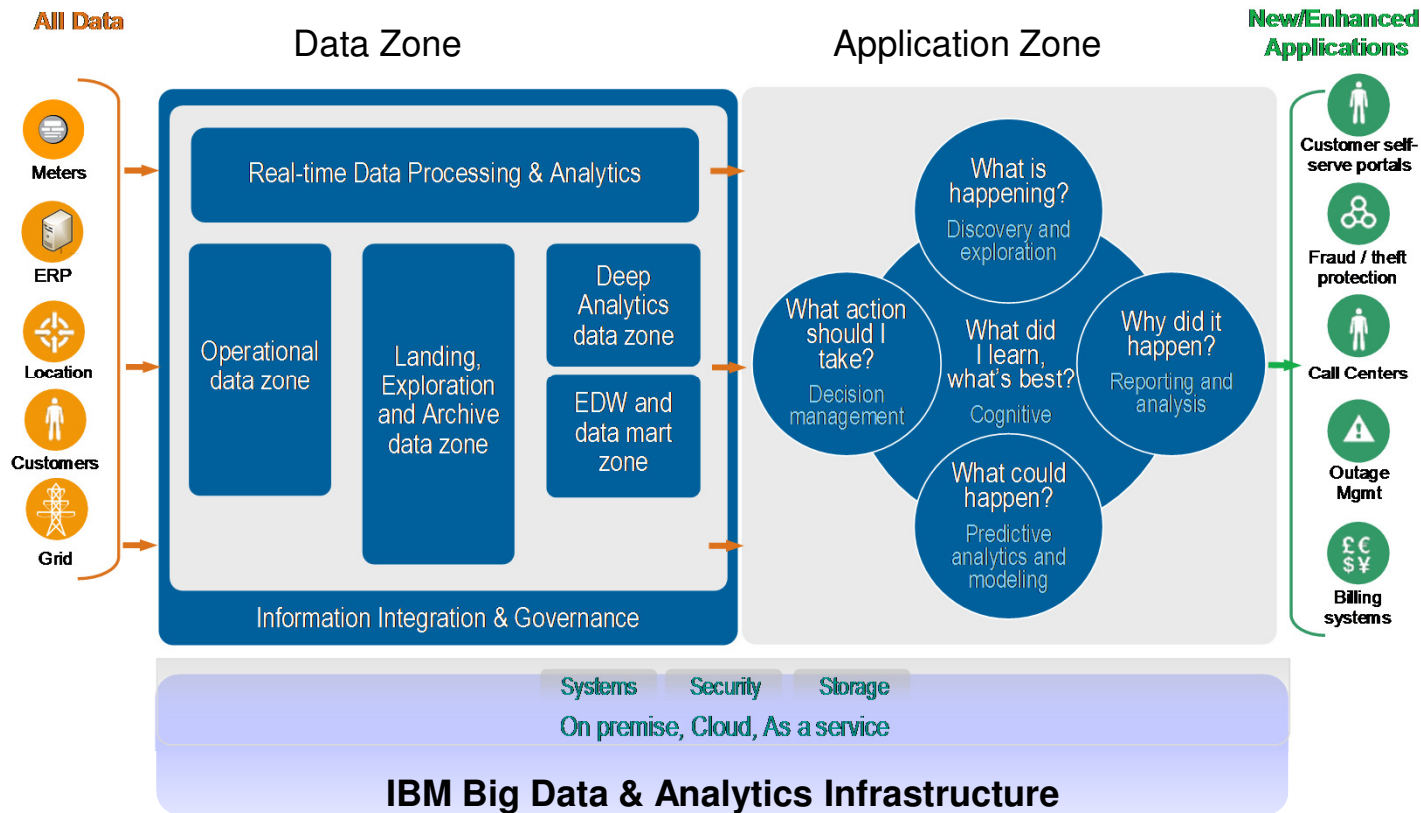 All Data
Data Zone
Application Zone
New/Enhanced
Applications
Meters
ERP
Location
Customers
Grid
Real-time Data Processing & Analytics
Operational
data zone
Landing,
Exploration
and Archive
data zone
Deep
Analytics
data zone
EDW and
data mart
zone
Information Integration & Governance
What is
happening?
Discovery and
exploration
What action
should I
take?
Decision
management
What did
I learn,
what's best?
Cognitive
Why did it
happen?
Reporting and
analysis
What could
happen?
Predictive
analytics and
modeling
Customer self-
serve portals
Fraud / theft
protection
Call Centers
Outage
Mgmt
£ €
$ ¥
Billing
systems
Systems
Security
Storage
On premise, Cloud, As a service
IBM Big Data & Analytics Infrastructure